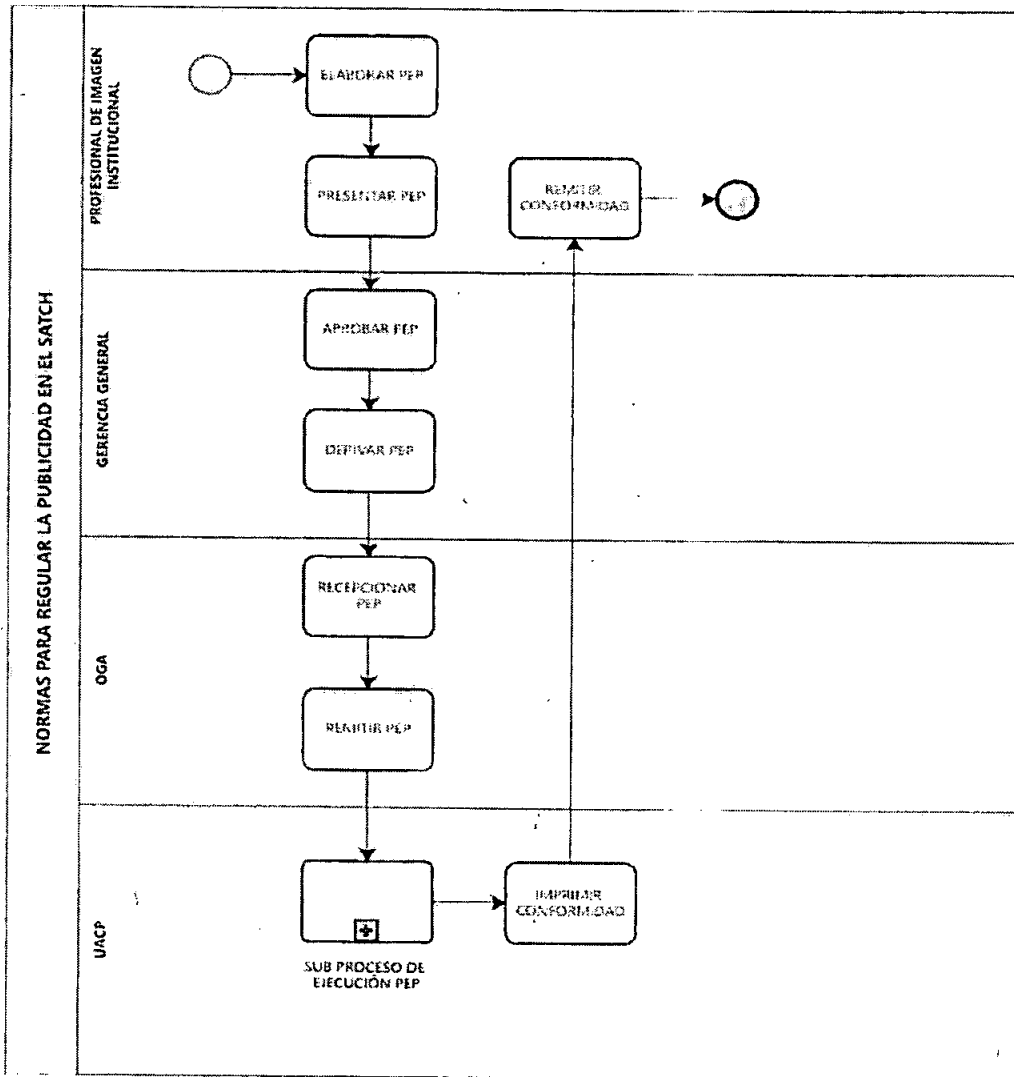 NORMAS PARA REGULAR LA PUBLICIDAD EN EL SATCH
PROFESIONAL DE IMAGEN
INSTITUCIONAL
ELABORAR PEP
PRESENTAR PEP
REMITIR
CONFORMIDAD
GERENCIA GENERAL
APROBAR PEP
DERIVAR PEP
OGA
RECEPCIONAR
PEP
REMITIR PEP
UACP
SUB PROCESO DE
EJECUCIÓN PEP
IMPRIMIR
CONFORMIDAD